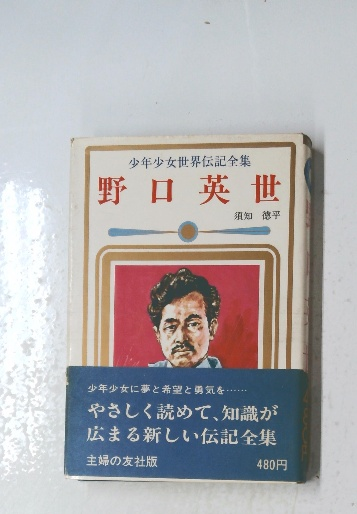 少年少女世界伝記全集
野口英世
須知 徳平
少年少女に夢と希望と勇気を……
やさしく読めて、知識が
広まる新しい伝記全集
主婦の友社版 480円